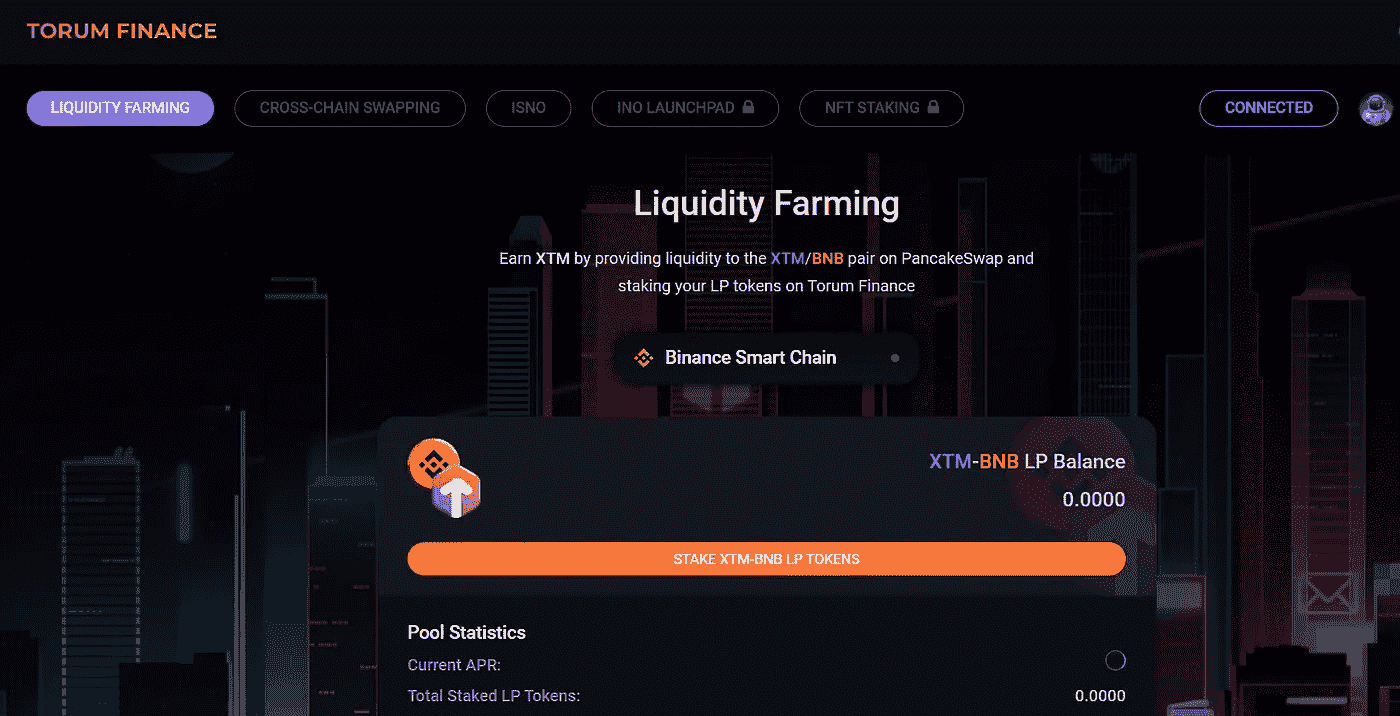 TORUM FINANCE
LIQUIDITY FARMING
CROSS-CHAIN SWAPPING
ISNO
INO LAUNCHPAD
NFT STAKING
CONNECTED
Liquidity Farming
Earn XTM by providing liquidity to the XTM/BNB pair on PancakeSwap and
staking your LP tokens on Torum Finance
Binance Smart Chain
XTM-BNB LP Balance
0.0000
STAKE XTM-BNB LP TOKENS
Pool Statistics
Current APR:
Total Staked LP Tokens: 0.0000